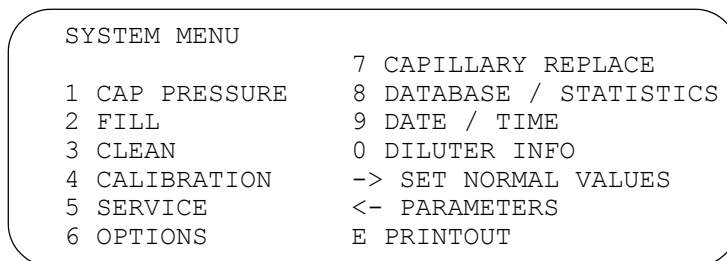 SYSTEM MENU
7 CAPILLARY REPLACE
1 CAP PRESSURE 8 DATABASE / STATISTICS
2 FILL 9 DATE / TIME
3 CLEAN 0 DILUTER INFO
4 CALIBRATION -> SET NORMAL VALUES
5 SERVICE <- PARAMETERS
6 OPTIONS E PRINTOUT